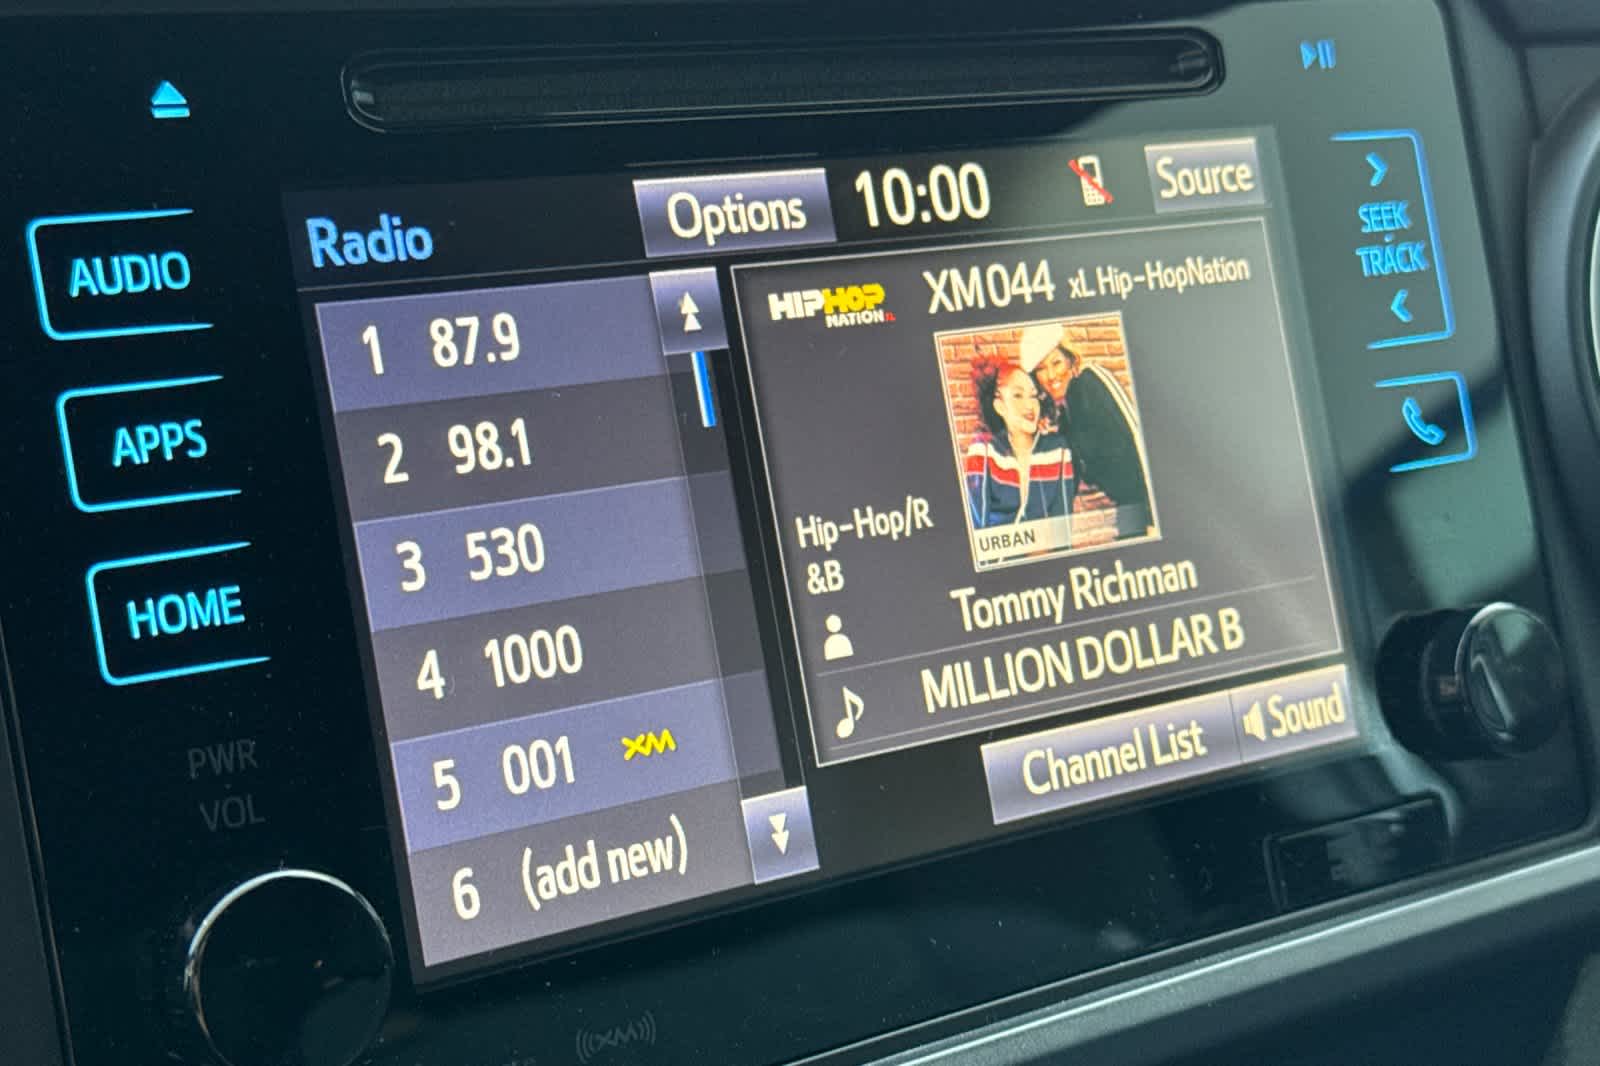 Radio
Options
10:00
Source
AUDIO
APPS
HOME
PWR
VOL
1 87.9
2 98.1
3 530
4 1000
5 001 XM
6 (add new)
HIPHOP
NATION XL
XM044 xL Hip-HopNation
URBAN
Hip-Hop/R
&B
Tommy Richman
MILLION DOLLAR B
Channel List
Sound
SEEK
TRACK
((XM))